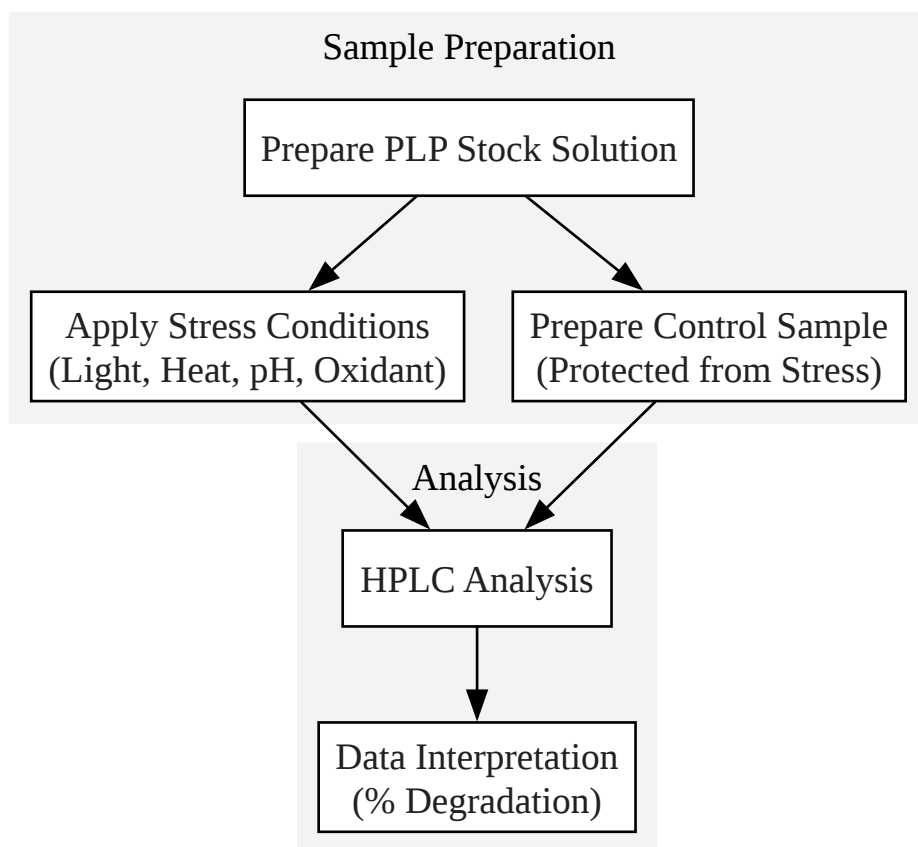 Sample Preparation
Prepare PLP Stock Solution
Apply Stress Conditions
(Light, Heat, pH, Oxidant)
Prepare Control Sample
(Protected from Stress)
Analysis
HPLC Analysis
Data Interpretation
(% Degradation)